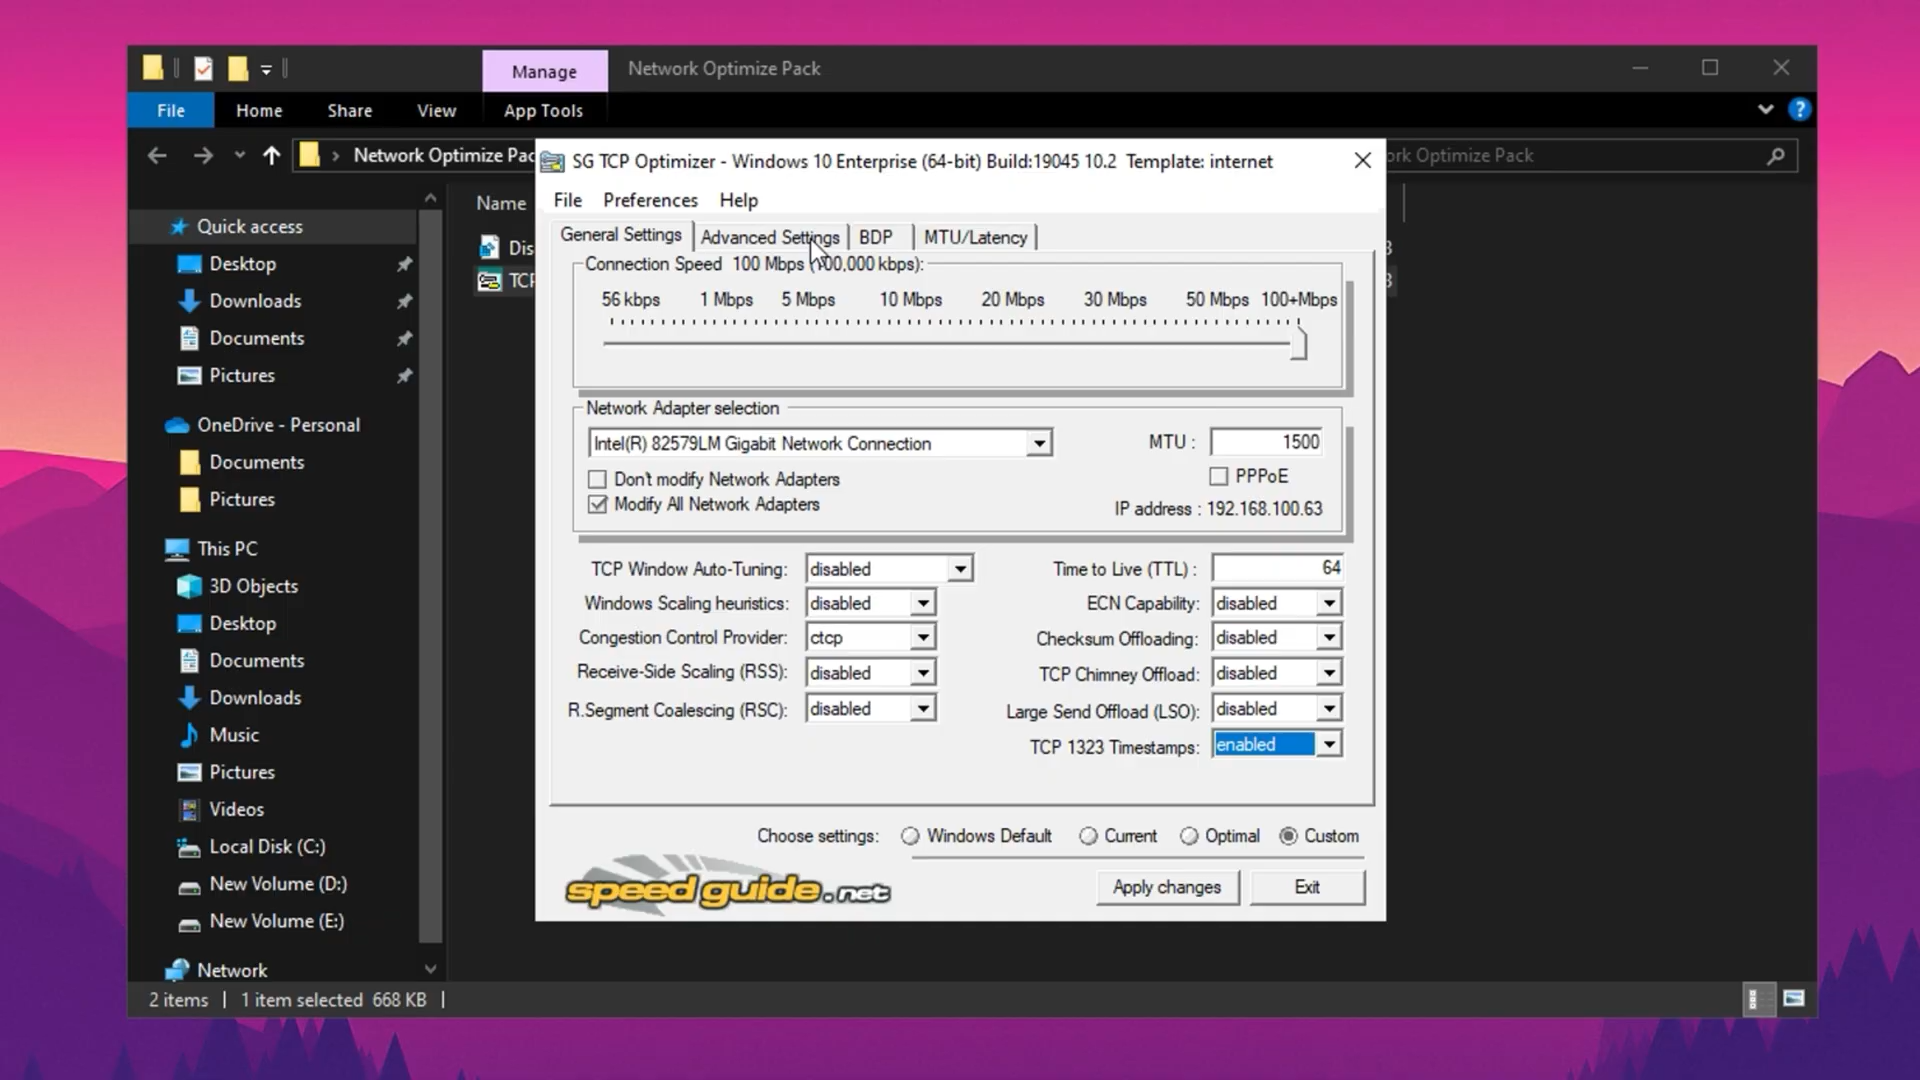 Manage
Network Optimize Pack
File
Home
Share
View
App Tools
Network Optimize Pac
ork Optimize Pack
SG TCP Optimizer - Windows 10 Enterprise (64-bit) Build:19045 10.2 Template: internet
File
Preferences
Help
General Settings
Advanced Settings
BDP
MTU/Latency
Connection Speed 100 Mbps (100,000 kbps):
56 kbps
1 Mbps
5 Mbps
10 Mbps
20 Mbps
30 Mbps
50 Mbps
100+Mbps
Network Adapter selection
Intel(R) 82579LM Gigabit Network Connection
MTU :
1500
Don't modify Network Adapters
PPPoE
Modify All Network Adapters
IP address : 192.168.100.63
TCP Window Auto-Tuning:
disabled
Time to Live (TTL) :
64
Windows Scaling heuristics:
disabled
ECN Capability:
disabled
Congestion Control Provider:
ctcp
Checksum Offloading:
disabled
Receive-Side Scaling (RSS):
disabled
TCP Chimney Offload:
disabled
R.Segment Coalescing (RSC):
disabled
Large Send Offload (LSO):
disabled
TCP 1323 Timestamps:
enabled
Choose settings:
Windows Default
Current
Optimal
Custom
speedguide.net
Apply changes
Exit
Name
Dis
TCP
Quick access
Desktop
Downloads
Documents
Pictures
OneDrive - Personal
Documents
Pictures
This PC
3D Objects
Desktop
Documents
Downloads
Music
Pictures
Videos
Local Disk (C:)
New Volume (D:)
New Volume (E:)
Network
2 items
1 item selected 668 KB